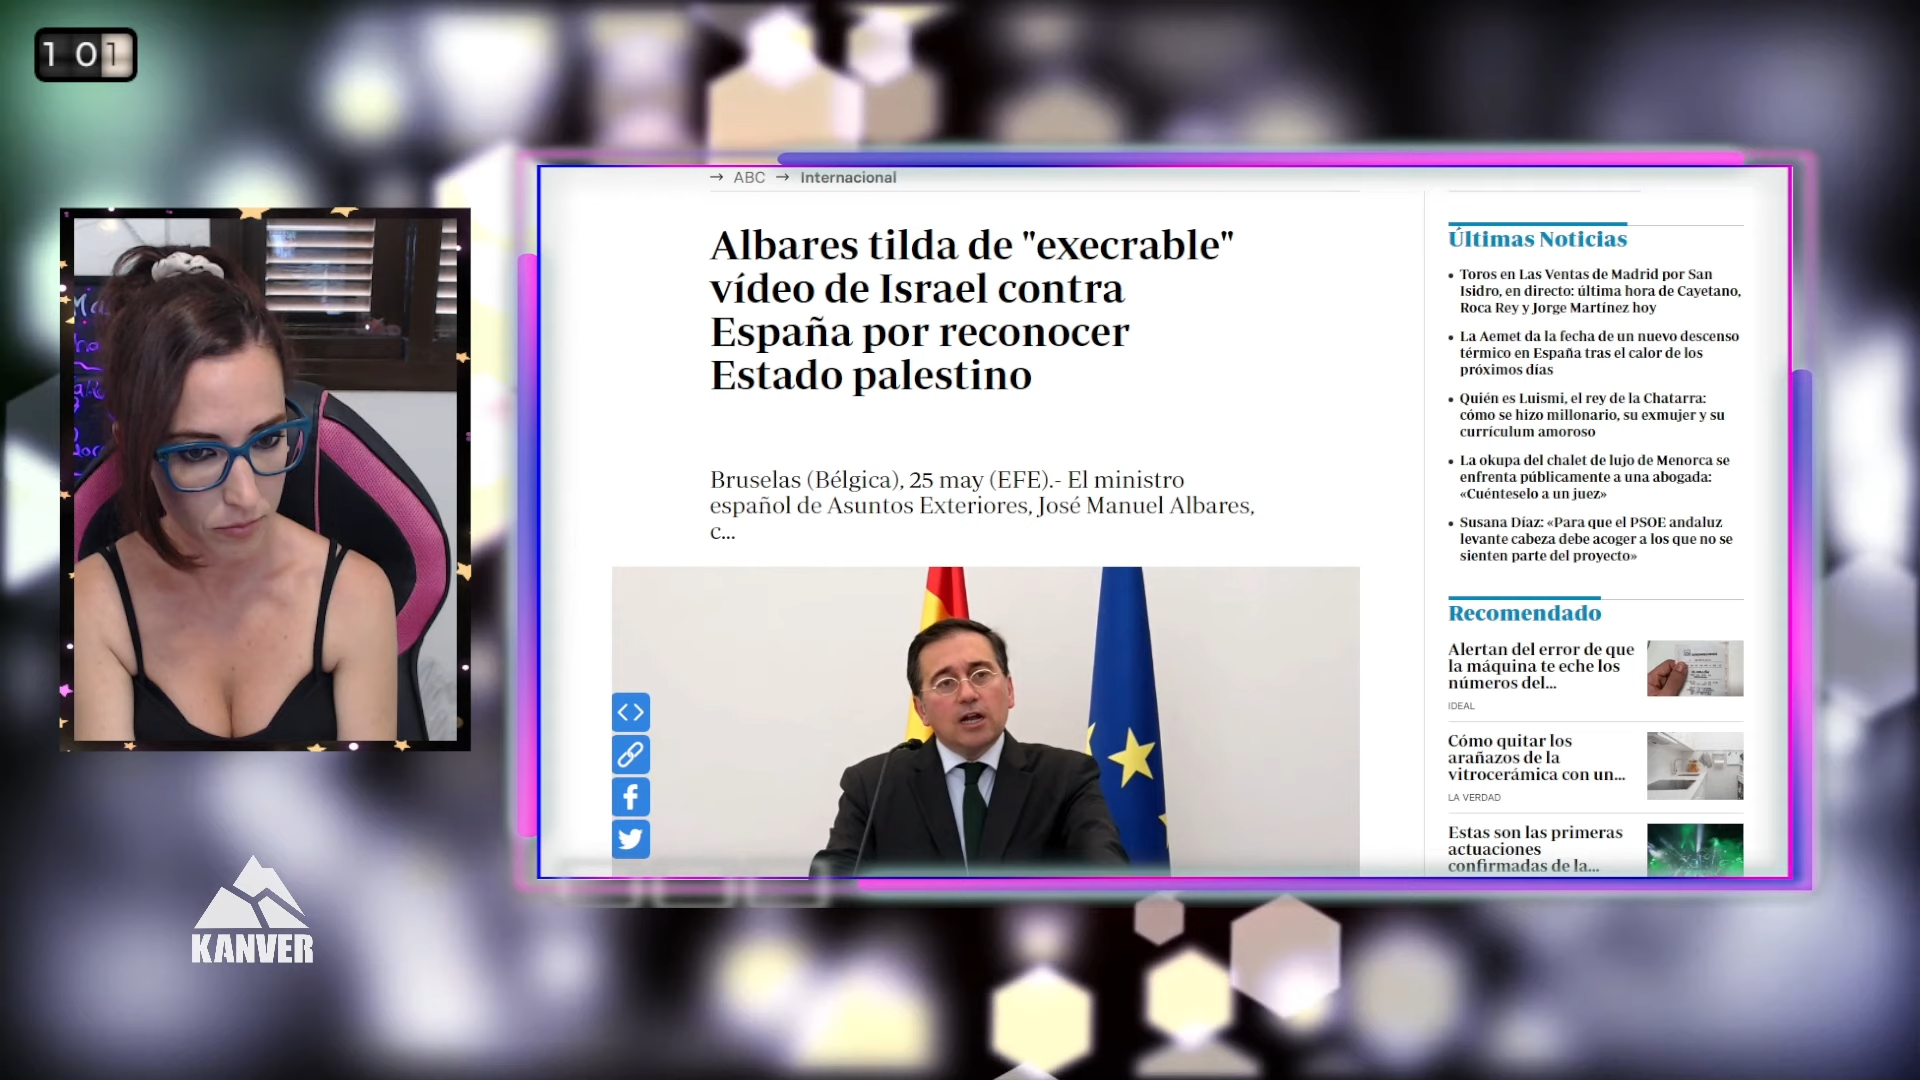 101
→ ABC → Internacional
Albares tilda de "execrable"
vídeo de Israel contra
España por reconocer
Estado palestino
Bruselas (Bélgica), 25 may (EFE).- El ministro
español de Asuntos Exteriores, José Manuel Albares,
c...
Últimas Noticias
Toros en Las Ventas de Madrid por San
Isidro, en directo: última hora de Cayetano,
Roca Rey y Jorge Martínez hoy
La Aemet da la fecha de un nuevo descenso
térmico en España tras el calor de los
próximos días
Quién es Luismi, el rey de la Chatarra:
cómo se hizo millonario, su exmujer y su
currículum amoroso
La okupa del chalet de lujo de Menorca se
enfrenta públicamente a una abogada:
«Cuénteselo a un juez»
Susana Díaz: «Para que el PSOE andaluz
levante cabeza debe acoger a los que no se
sienten parte del proyecto»
Recomendado
Alertan del error de que
la máquina te eche los
números del...
IDEAL
Cómo quitar los
arañazos de la
vitrocerámica con un...
LA VERDAD
Estas son las primeras
actuaciones
confirmadas de la...
KANVER